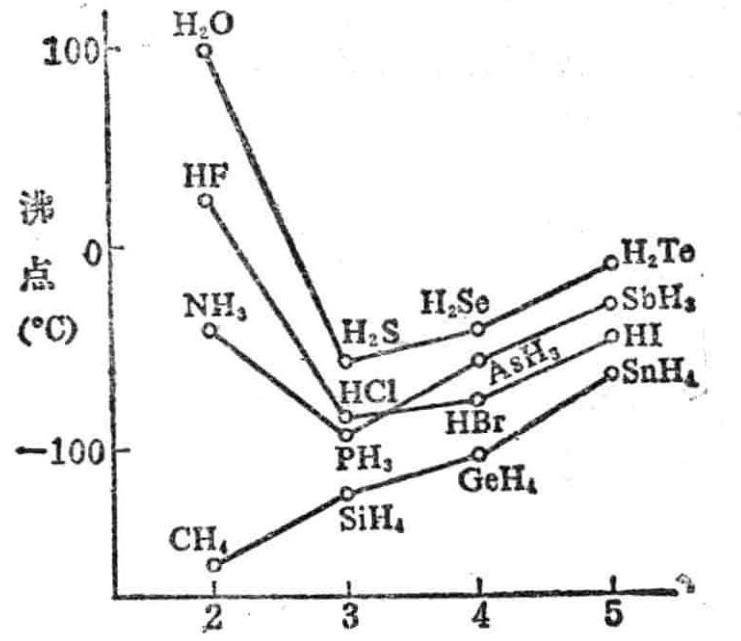 H₂O
100
HF
沸
点
(°C)
0
H₂Te
NH₃
H₂Se
SbH₃
H₂S
HI
AsH₃
SnH₄
HCl
HBr
−100
PH₃
GeH₄
SiH₄
CH₄
2 3 4 5